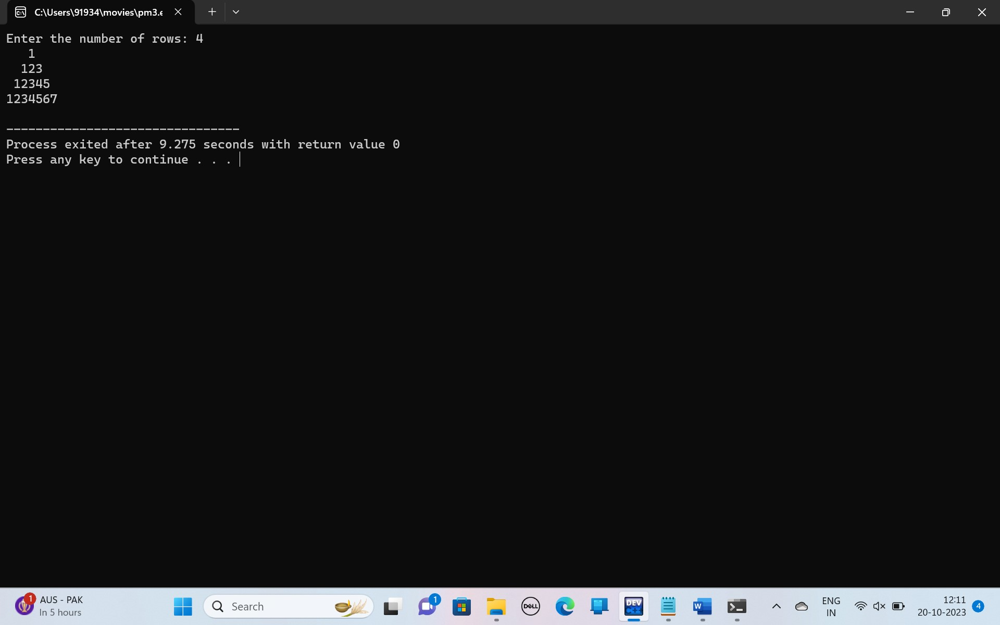 C:\Users\91934\movies\pm3.e
Enter the number of rows: 4
   1
  123
 12345
1234567
--------------------------------
Process exited after 9.275 seconds with return value 0
Press any key to continue . . .
1
AUS - PAK
In 5 hours
Search
1
DELL
DEV
C++
W
ENG
IN
12:11
20-10-2023
4